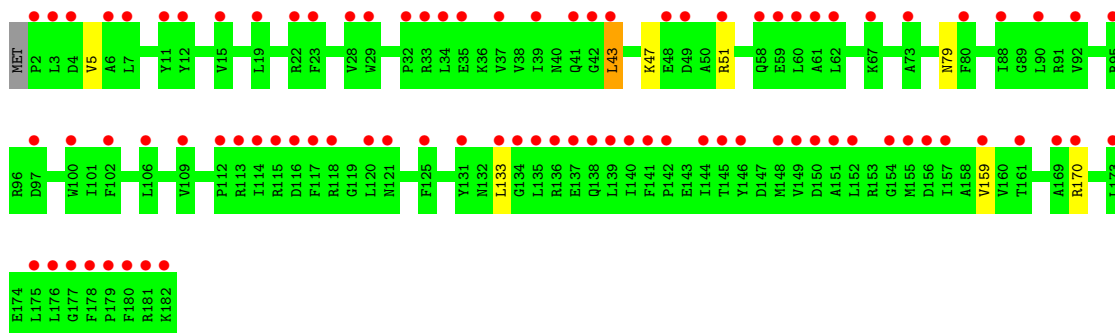 MET P2 L3 D4 V5 A6 L7 Y11 Y12 V15 L19 R22 F23 V28 W29 P32 R33 L34 E35 K36 V37 V38 I39 N40 Q41 G42 L43 K47 E48 D49 A50 R51 Q58 E59 L60 A61 L62 K67 A73 N79 F80 I88 G89 L90 R91 V92
R96 D97 W100 I101 F102 L106 V109 P112 R113 I114 R115 D116 F117 R118 G119 L120 N121 F125 Y131 N132 L133 G134 L135 R136 E137 Q138 L139 I140 F141 P142 E143 I144 T145 Y146 D147 M148 V149 D150 A151 L152 R153 G154 M155 D156 I157 A158 V159 V160 T161 A169 R170
E174 L175 L176 G177 F178 P179 F180 R181 K182